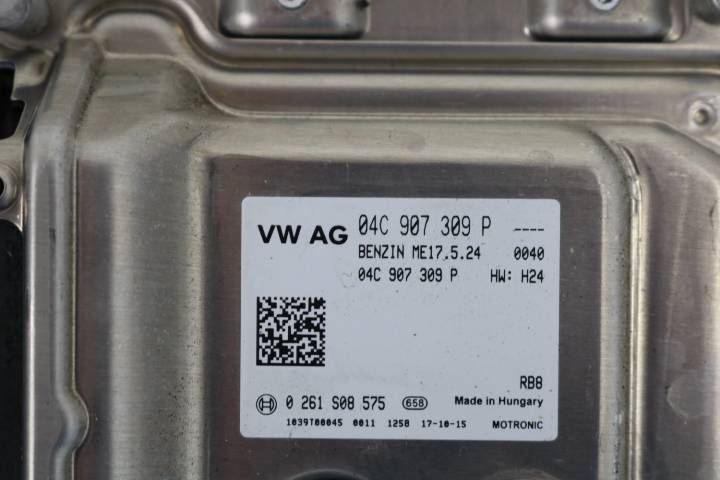 VW AG 04C 907 309 P ----
BENZIN ME17.5.24 0040
04C 907 309 P HW: H24
RB8
0 261 S08 575 658 Made in Hungary
1039T00045 0011 1258 17-10-15 MOTRONIC